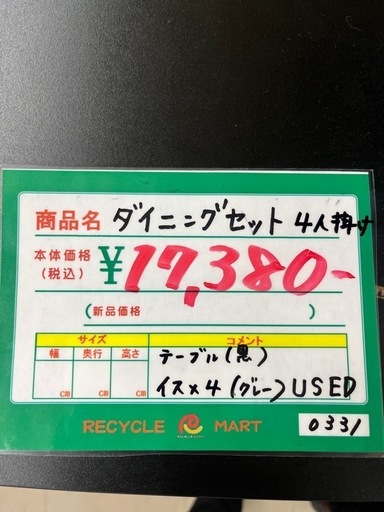 商品名 ダイニングセット 4人掛け
本体価格
(税込) ¥17,380-
(新品価格 )
サイズ コメント
幅 奥行 高さ テーブル(黒)
cm cm cm イス×4 (グレー) USED
RECYCLE MART 0331